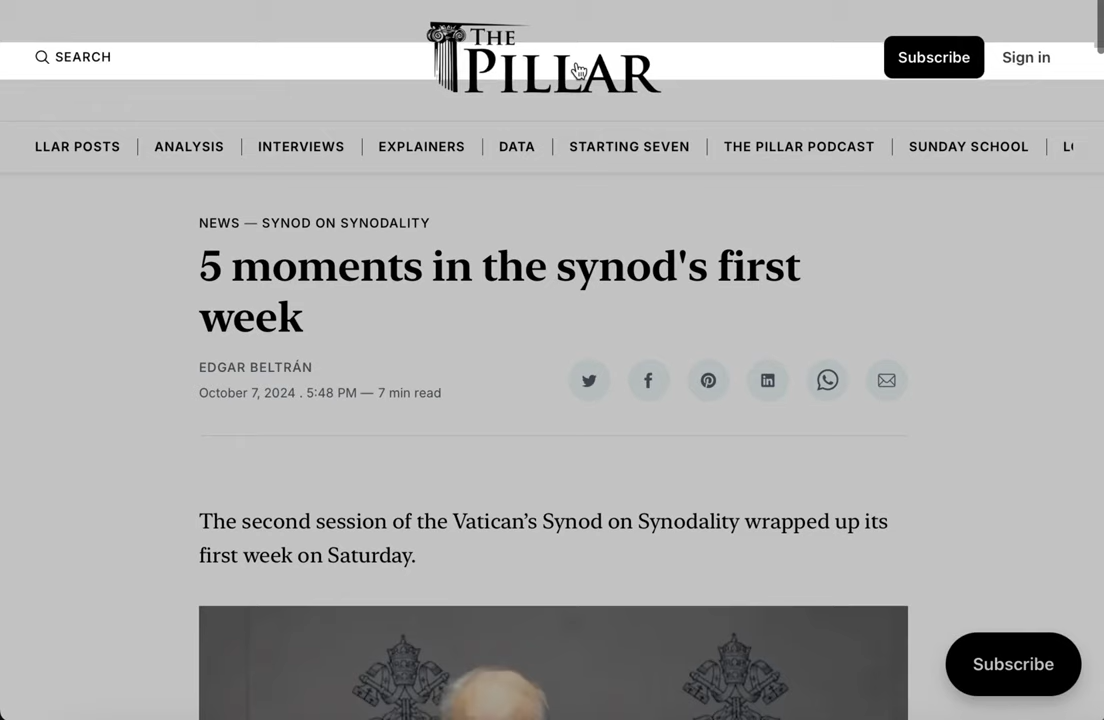 SEARCH
THE
PILLAR
Subscribe
Sign in
LLAR POSTS
ANALYSIS
INTERVIEWS
EXPLAINERS
DATA
STARTING SEVEN
THE PILLAR PODCAST
SUNDAY SCHOOL
NEWS — SYNOD ON SYNODALITY
5 moments in the synod's first
week
EDGAR BELTRÁN
October 7, 2024 . 5:48 PM — 7 min read
The second session of the Vatican’s Synod on Synodality wrapped up its
first week on Saturday.
Subscribe